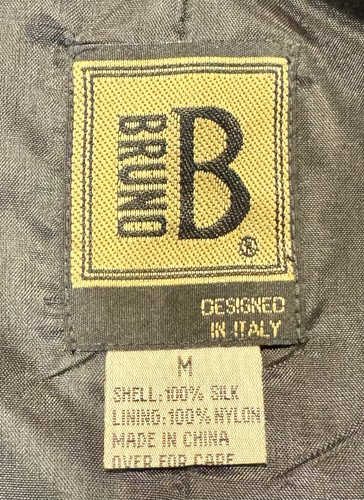 BRUNO
B
®
DESIGNED
IN ITALY
M
SHELL: 100% SILK
LINING: 100% NYLON
MADE IN CHINA
OVER FOR CARE